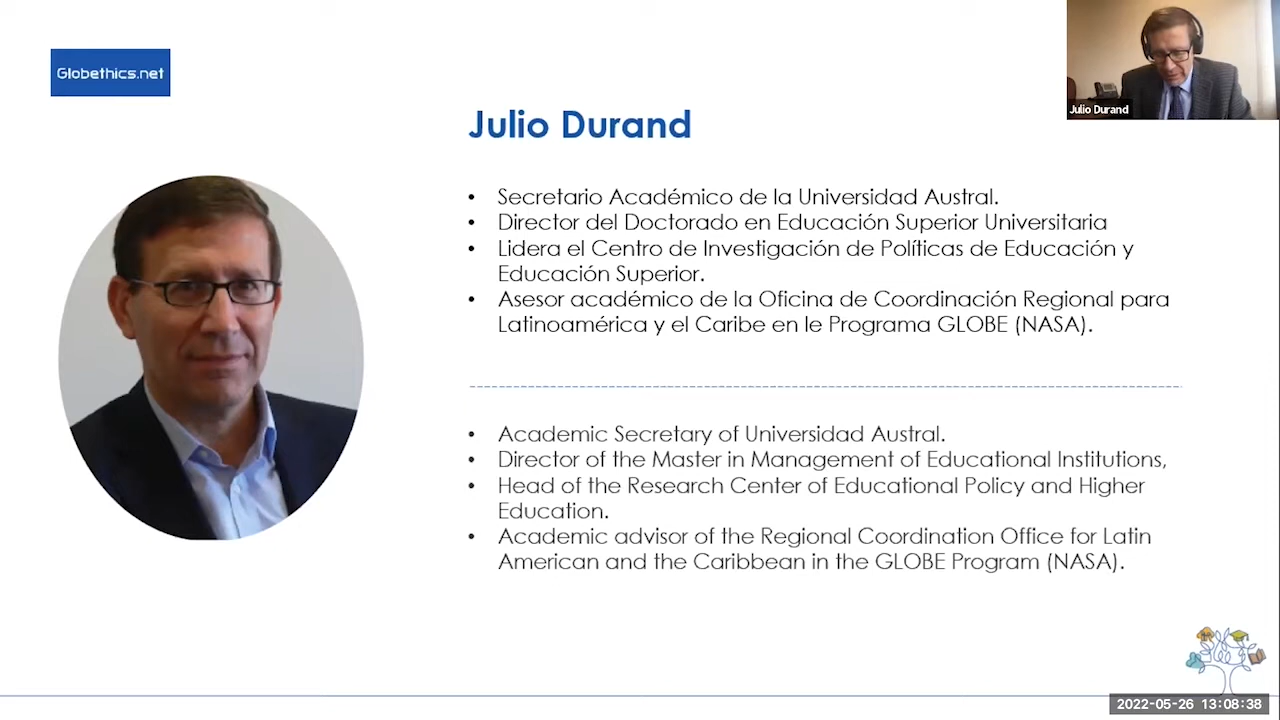 Globethics.net
Julio Durand
Julio Durand
• Secretario Académico de la Universidad Austral.
• Director del Doctorado en Educación Superior Universitaria
• Lidera el Centro de Investigación de Políticas de Educación y
Educación Superior.
• Asesor académico de la Oficina de Coordinación Regional para
Latinoamérica y el Caribe en le Programa GLOBE (NASA).
• Academic Secretary of Universidad Austral.
• Director of the Master in Management of Educational Institutions,
• Head of the Research Center of Educational Policy and Higher
Education.
• Academic advisor of the Regional Coordination Office for Latin
American and the Caribbean in the GLOBE Program (NASA).
2022-05-26 13:08:38